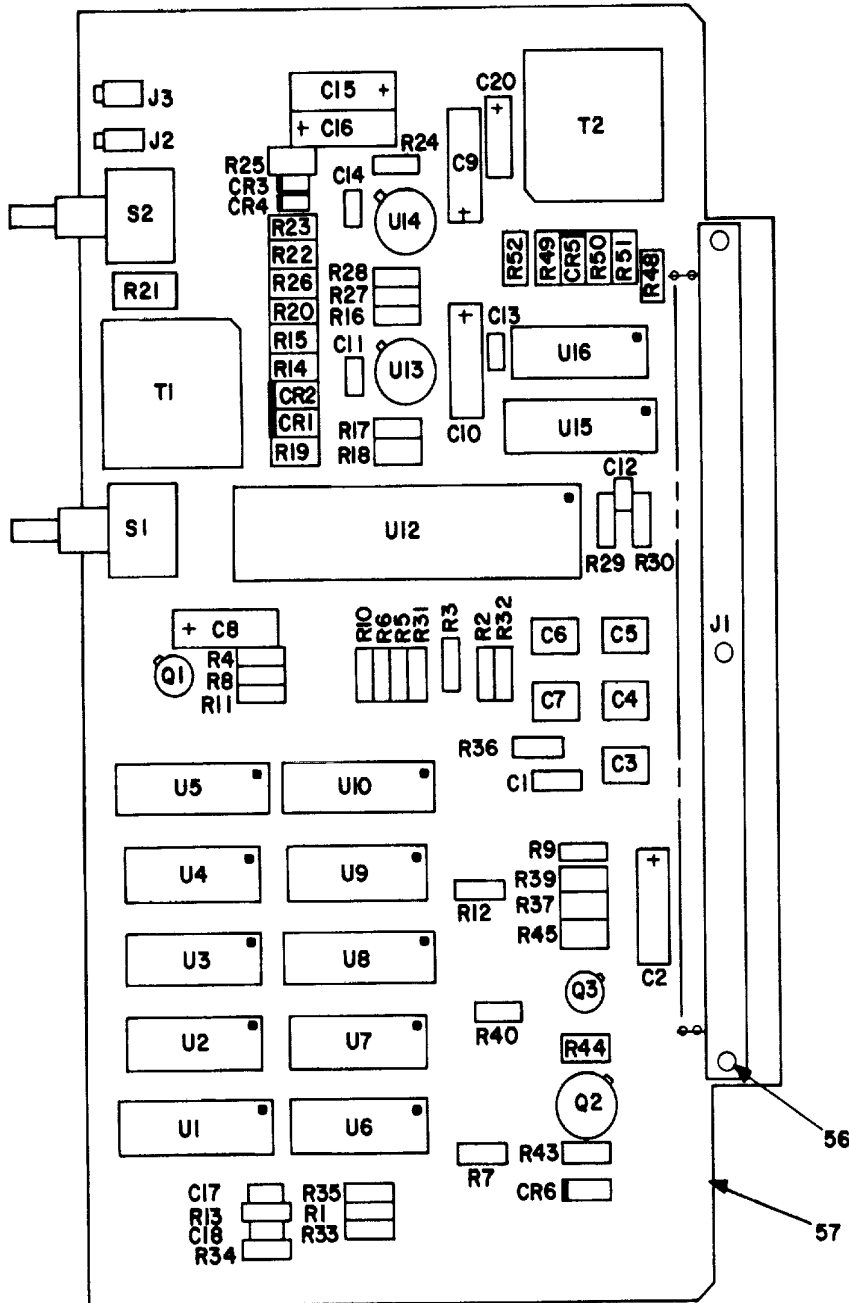 J3
J2
C15 +
+ C16
C20
+
T2
R24
C9
+
R25
CR3
CR4
C14
U14
S2
R23
R22
R26
R20
R15
R14
CR2
CR1
R19
R28
R27
R16
R52
R49
CR5
R50
R51
R48
R21
T1
C11
U13
+
C10
C13
U16
U15
R17
R18
C12
S1
U12
R29
R30
J1
+ C8
R10
R6
R5
R31
R3
R2
R32
C6
C5
Q1
R4
R8
R11
C7
C4
R36
C3
C1
U5
U10
U4
U9
R9
R39
R37
R45
R12
+
C2
U3
U8
Q3
R40
U2
U7
R44
Q2
U1
U6
R43
R7
CR6
56
57
C17
R13
C18
R34
R35
R1
R33